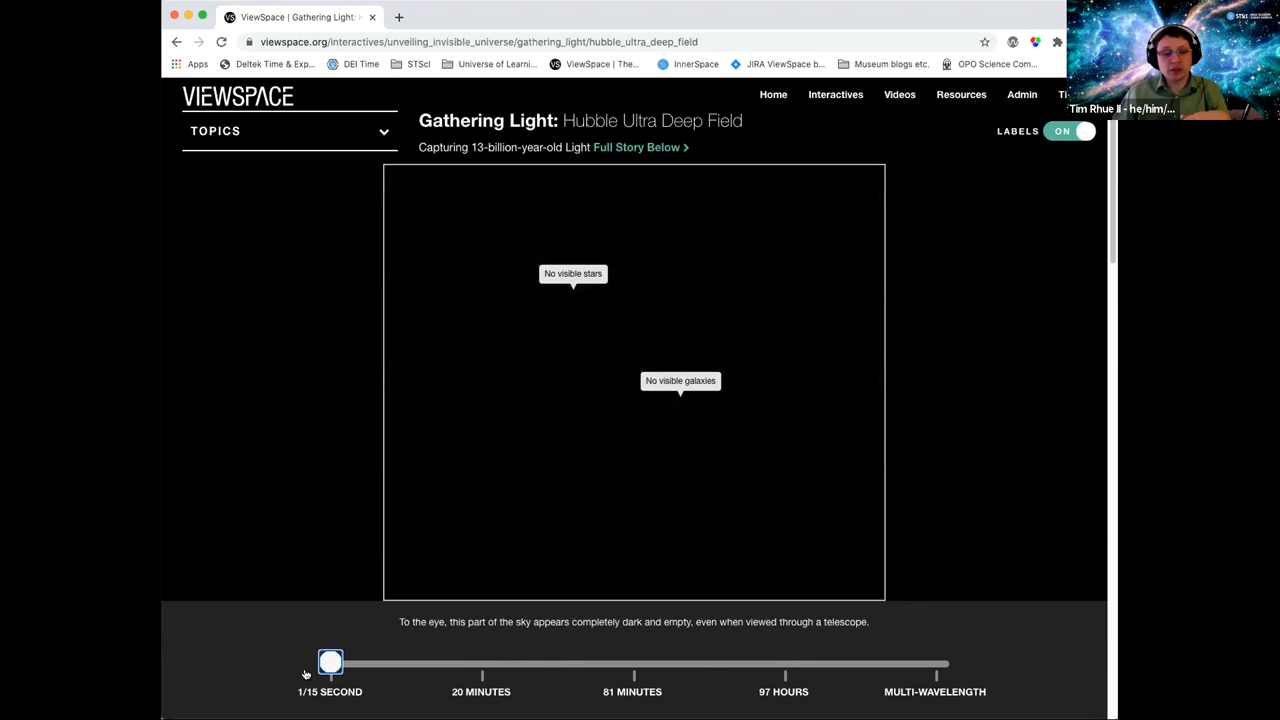 ViewSpace | Gathering Light:
viewspace.org/interactives/unveiling_invisible_universe/gathering_light/hubble_ultra_deep_field
Apps Deltek Time & Exp... DEI Time STScI Universe of Learni... ViewSpace | The... InnerSpace JIRA ViewSpace b... Museum blogs etc. OPO Science Com...
Tim Rhue II - he/him/...
VIEWSPACE
Home Interactives Videos Resources Admin
TOPICS
Gathering Light: Hubble Ultra Deep Field
LABELS ON
Capturing 13-billion-year-old Light Full Story Below >
No visible stars
No visible galaxies
To the eye, this part of the sky appears completely dark and empty, even when viewed through a telescope.
1/15 SECOND 20 MINUTES 81 MINUTES 97 HOURS MULTI-WAVELENGTH